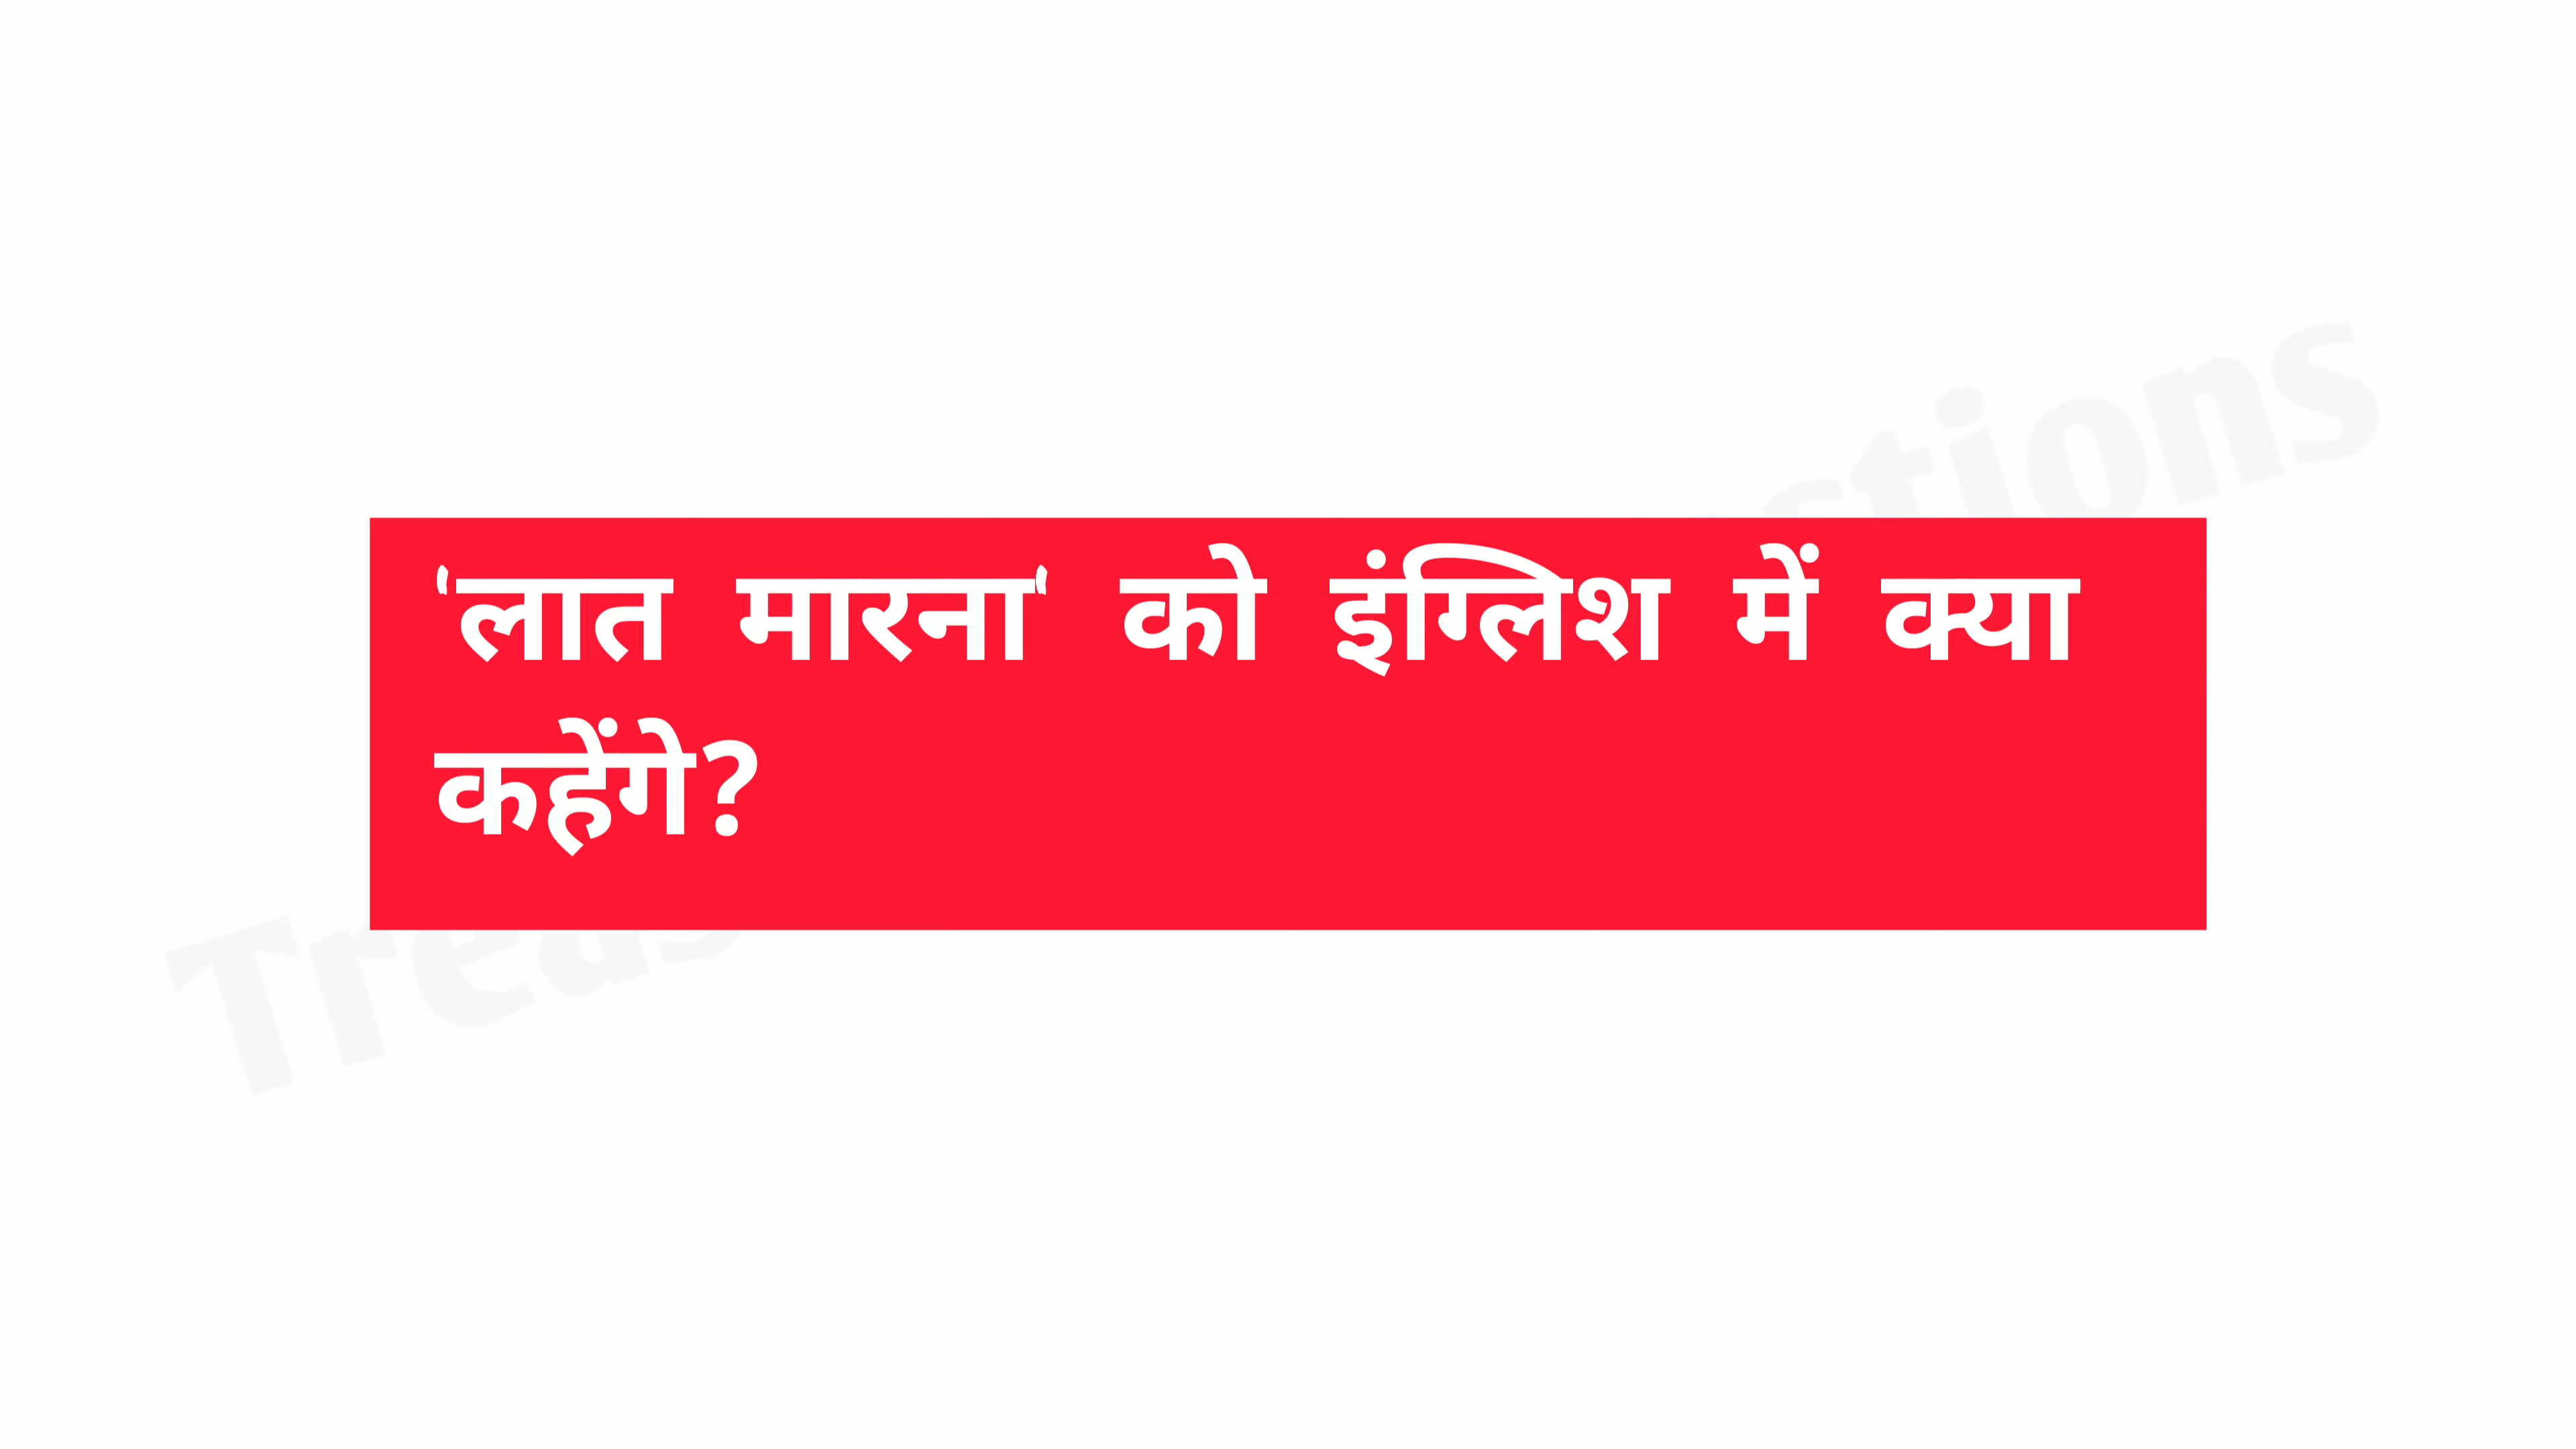 'लात मारना' को इंग्लिश में क्या
कहेंगे?